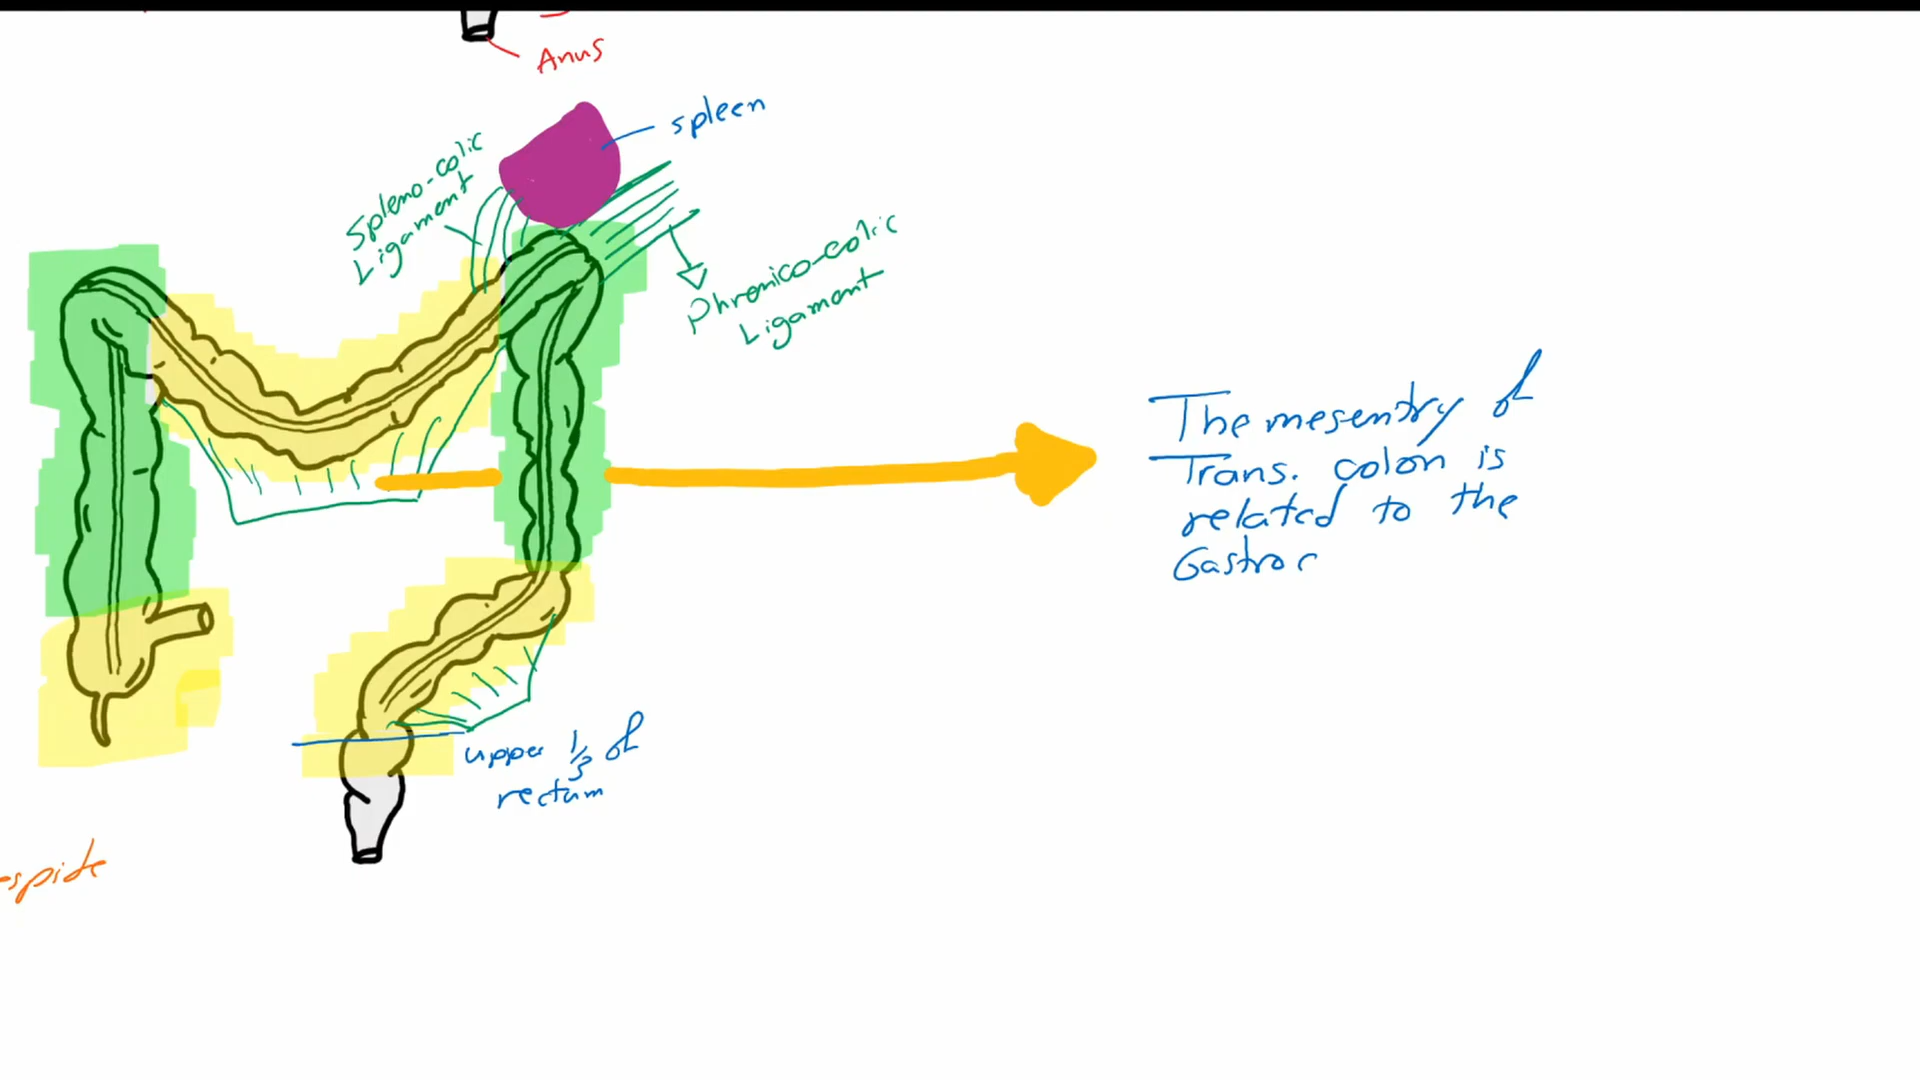 Anus
spleen
Spleno-colic
Ligament
Phrenico-colic
Ligament
The mesentry of
Trans. colon is
related to the
Gastroc
upper 1/3 of
rectum